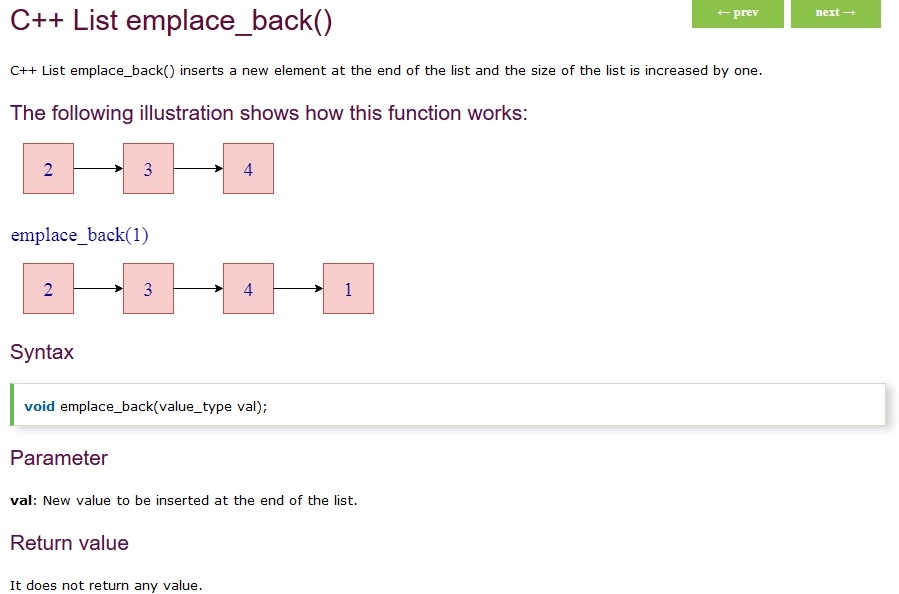 C++ List emplace_back()
← prev next →
C++ List emplace_back() inserts a new element at the end of the list and the size of the list is increased by one.
The following illustration shows how this function works:
2 3 4
emplace_back(1)
2 3 4 1
Syntax
void emplace_back(value_type val);
Parameter
val: New value to be inserted at the end of the list.
Return value
It does not return any value.